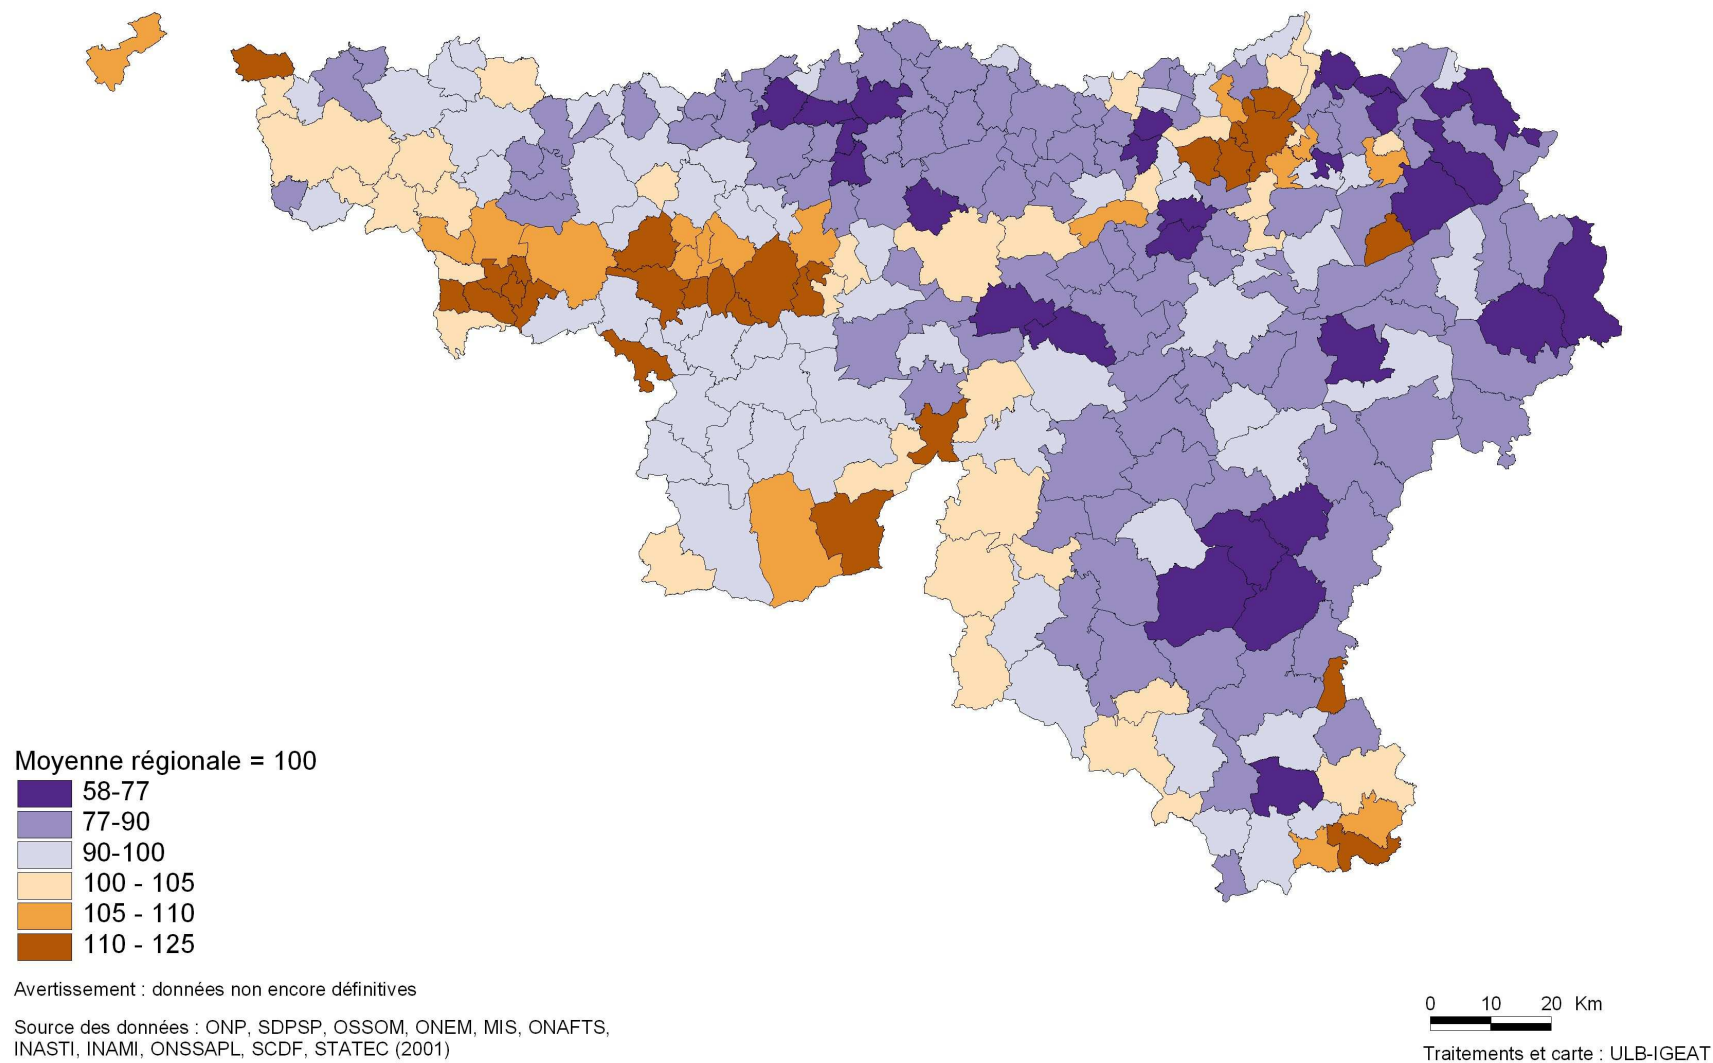 Moyenne régionale = 100
58-77
77-90
90-100
100 - 105
105 - 110
110 - 125
Avertissement : données non encore définitives
Source des données : ONP, SDPSP, OSSOM, ONEM, MIS, ONAFTS,
INASTI, INAMI, ONSSAPL, SCDF, STATEC (2001)
0 10 20 Km
Traitements et carte : ULB-IGEAT